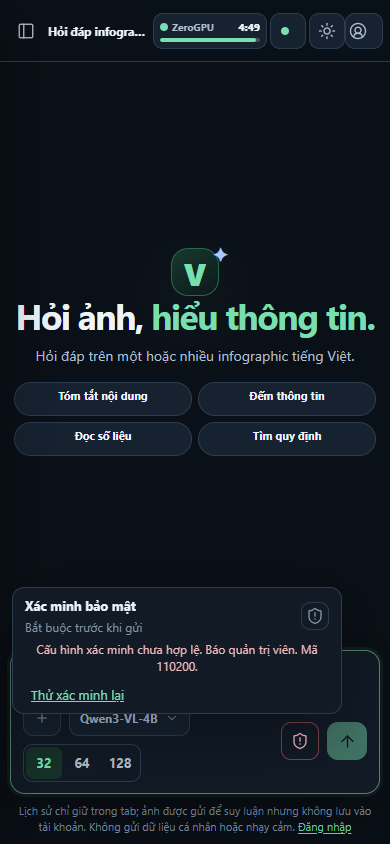 Hỏi đáp infogra...
ZeroGPU 4:49
V
Hỏi ảnh, hiểu thông tin.
Hỏi đáp trên một hoặc nhiều infographic tiếng Việt.
Tóm tắt nội dung
Đếm thông tin
Đọc số liệu
Tìm quy định
Xác minh bảo mật
Bắt buộc trước khi gửi
Cấu hình xác minh chưa hợp lệ. Báo quản trị viên. Mã
110200.
Thử xác minh lại
Qwen3-VL-4B
32 64 128
Lịch sử chỉ giữ trong tab; ảnh được gửi để suy luận nhưng không lưu vào
tài khoản. Không gửi dữ liệu cá nhân hoặc nhạy cảm. Đăng nhập